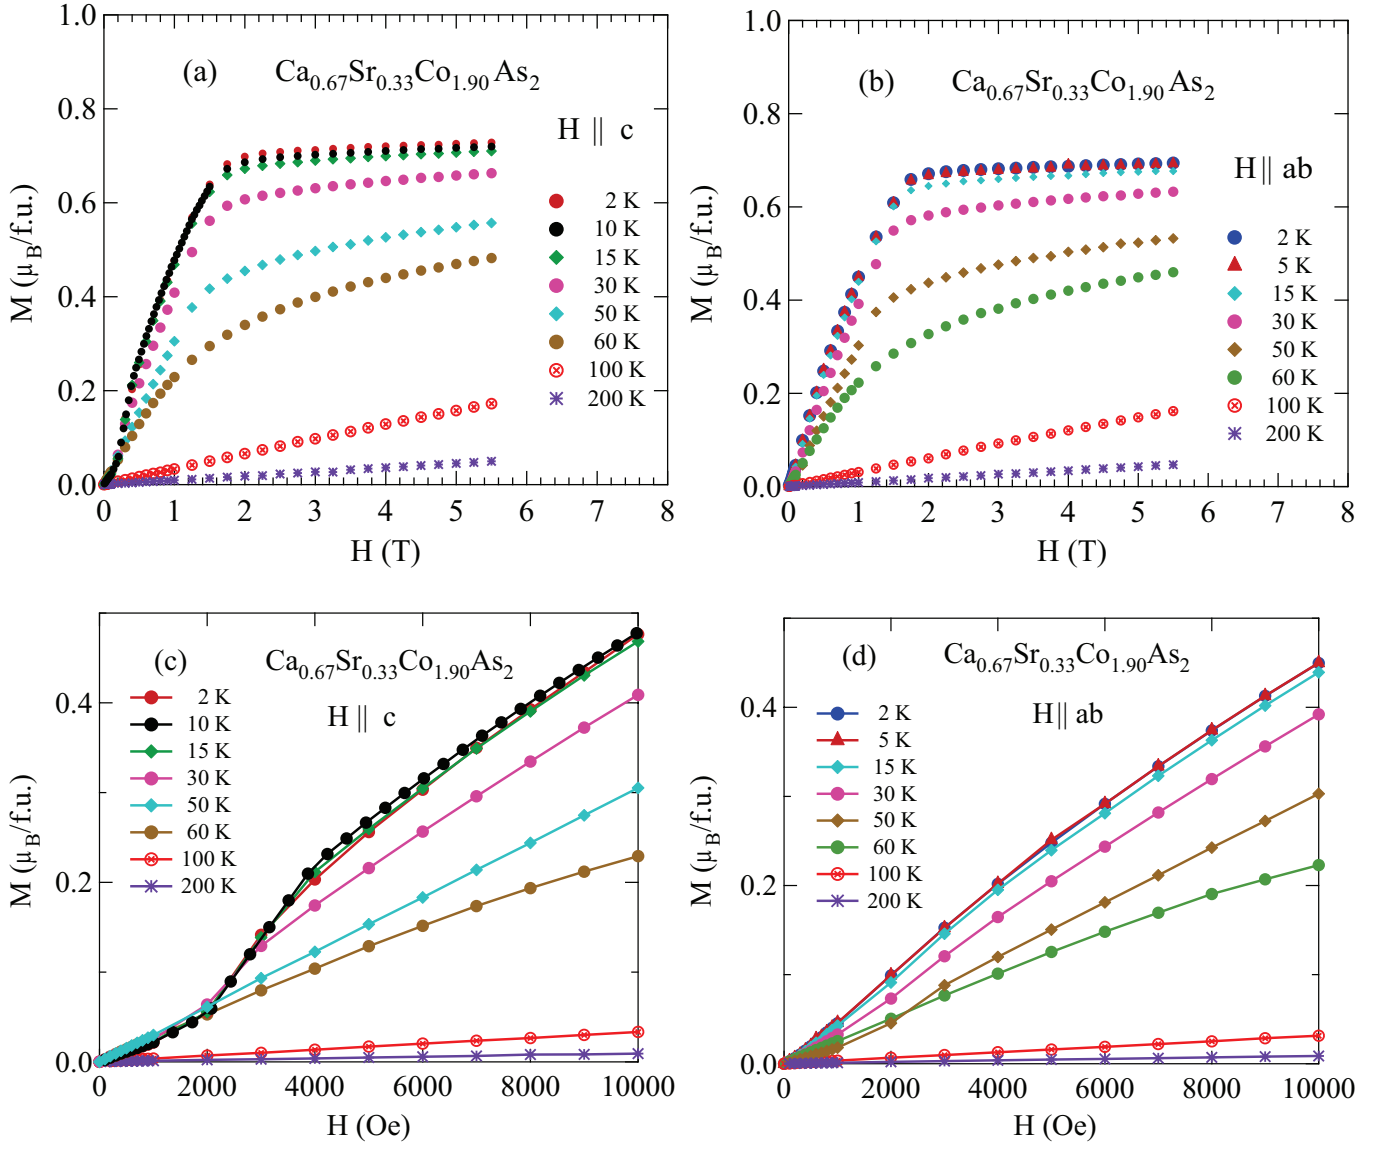 (a) Ca0.67Sr0.33Co1.90As2
H || c
2 K
10 K
15 K
30 K
50 K
60 K
100 K
200 K
M (μB/f.u.)
1.0
0.8
0.6
0.4
0.2
0.0
0 1 2 3 4 5 6 7 8
H (T)
(b) Ca0.67Sr0.33Co1.90As2
H || ab
2 K
5 K
15 K
30 K
50 K
60 K
100 K
200 K
M (μB/f.u.)
1.0
0.8
0.6
0.4
0.2
0.0
0 1 2 3 4 5 6 7 8
H (T)
(c) Ca0.67Sr0.33Co1.90As2
H || c
2 K
10 K
15 K
30 K
50 K
60 K
100 K
200 K
M (μB/f.u.)
0.4
0.2
0.0
0 2000 4000 6000 8000 10000
H (Oe)
(d) Ca0.67Sr0.33Co1.90As2
H || ab
2 K
5 K
15 K
30 K
50 K
60 K
100 K
200 K
M (μB/f.u.)
0.4
0.2
0.0
0 2000 4000 6000 8000 10000
H (Oe)